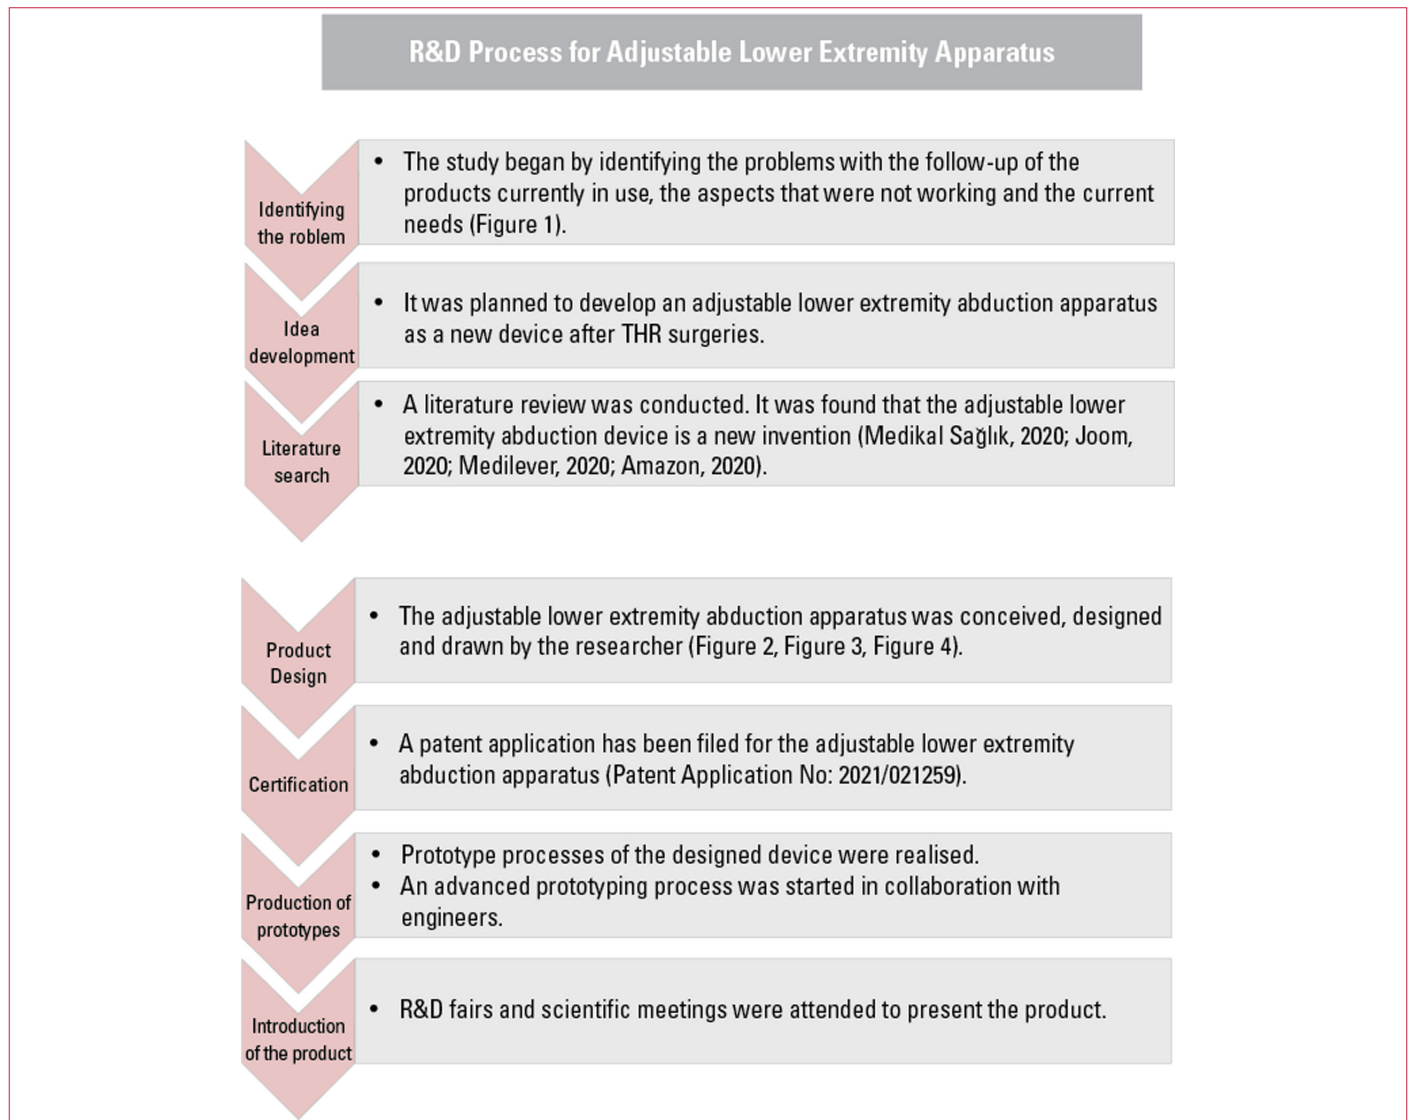 R&D Process for Adjustable Lower Extremity Apparatus
Identifying
the roblem
• The study began by identifying the problems with the follow-up of the
products currently in use, the aspects that were not working and the current
needs (Figure 1).
Idea
development
• It was planned to develop an adjustable lower extremity abduction apparatus
as a new device after THR surgeries.
Literature
search
• A literature review was conducted. It was found that the adjustable lower
extremity abduction device is a new invention (Medikal Sağlık, 2020; Joom,
2020; Medilever, 2020; Amazon, 2020).
Product
Design
• The adjustable lower extremity abduction apparatus was conceived, designed
and drawn by the researcher (Figure 2, Figure 3, Figure 4).
Certification
• A patent application has been filed for the adjustable lower extremity
abduction apparatus (Patent Application No: 2021/021259).
Production of
prototypes
• Prototype processes of the designed device were realised.
• An advanced prototyping process was started in collaboration with
engineers.
Introduction
of the product
• R&D fairs and scientific meetings were attended to present the product.